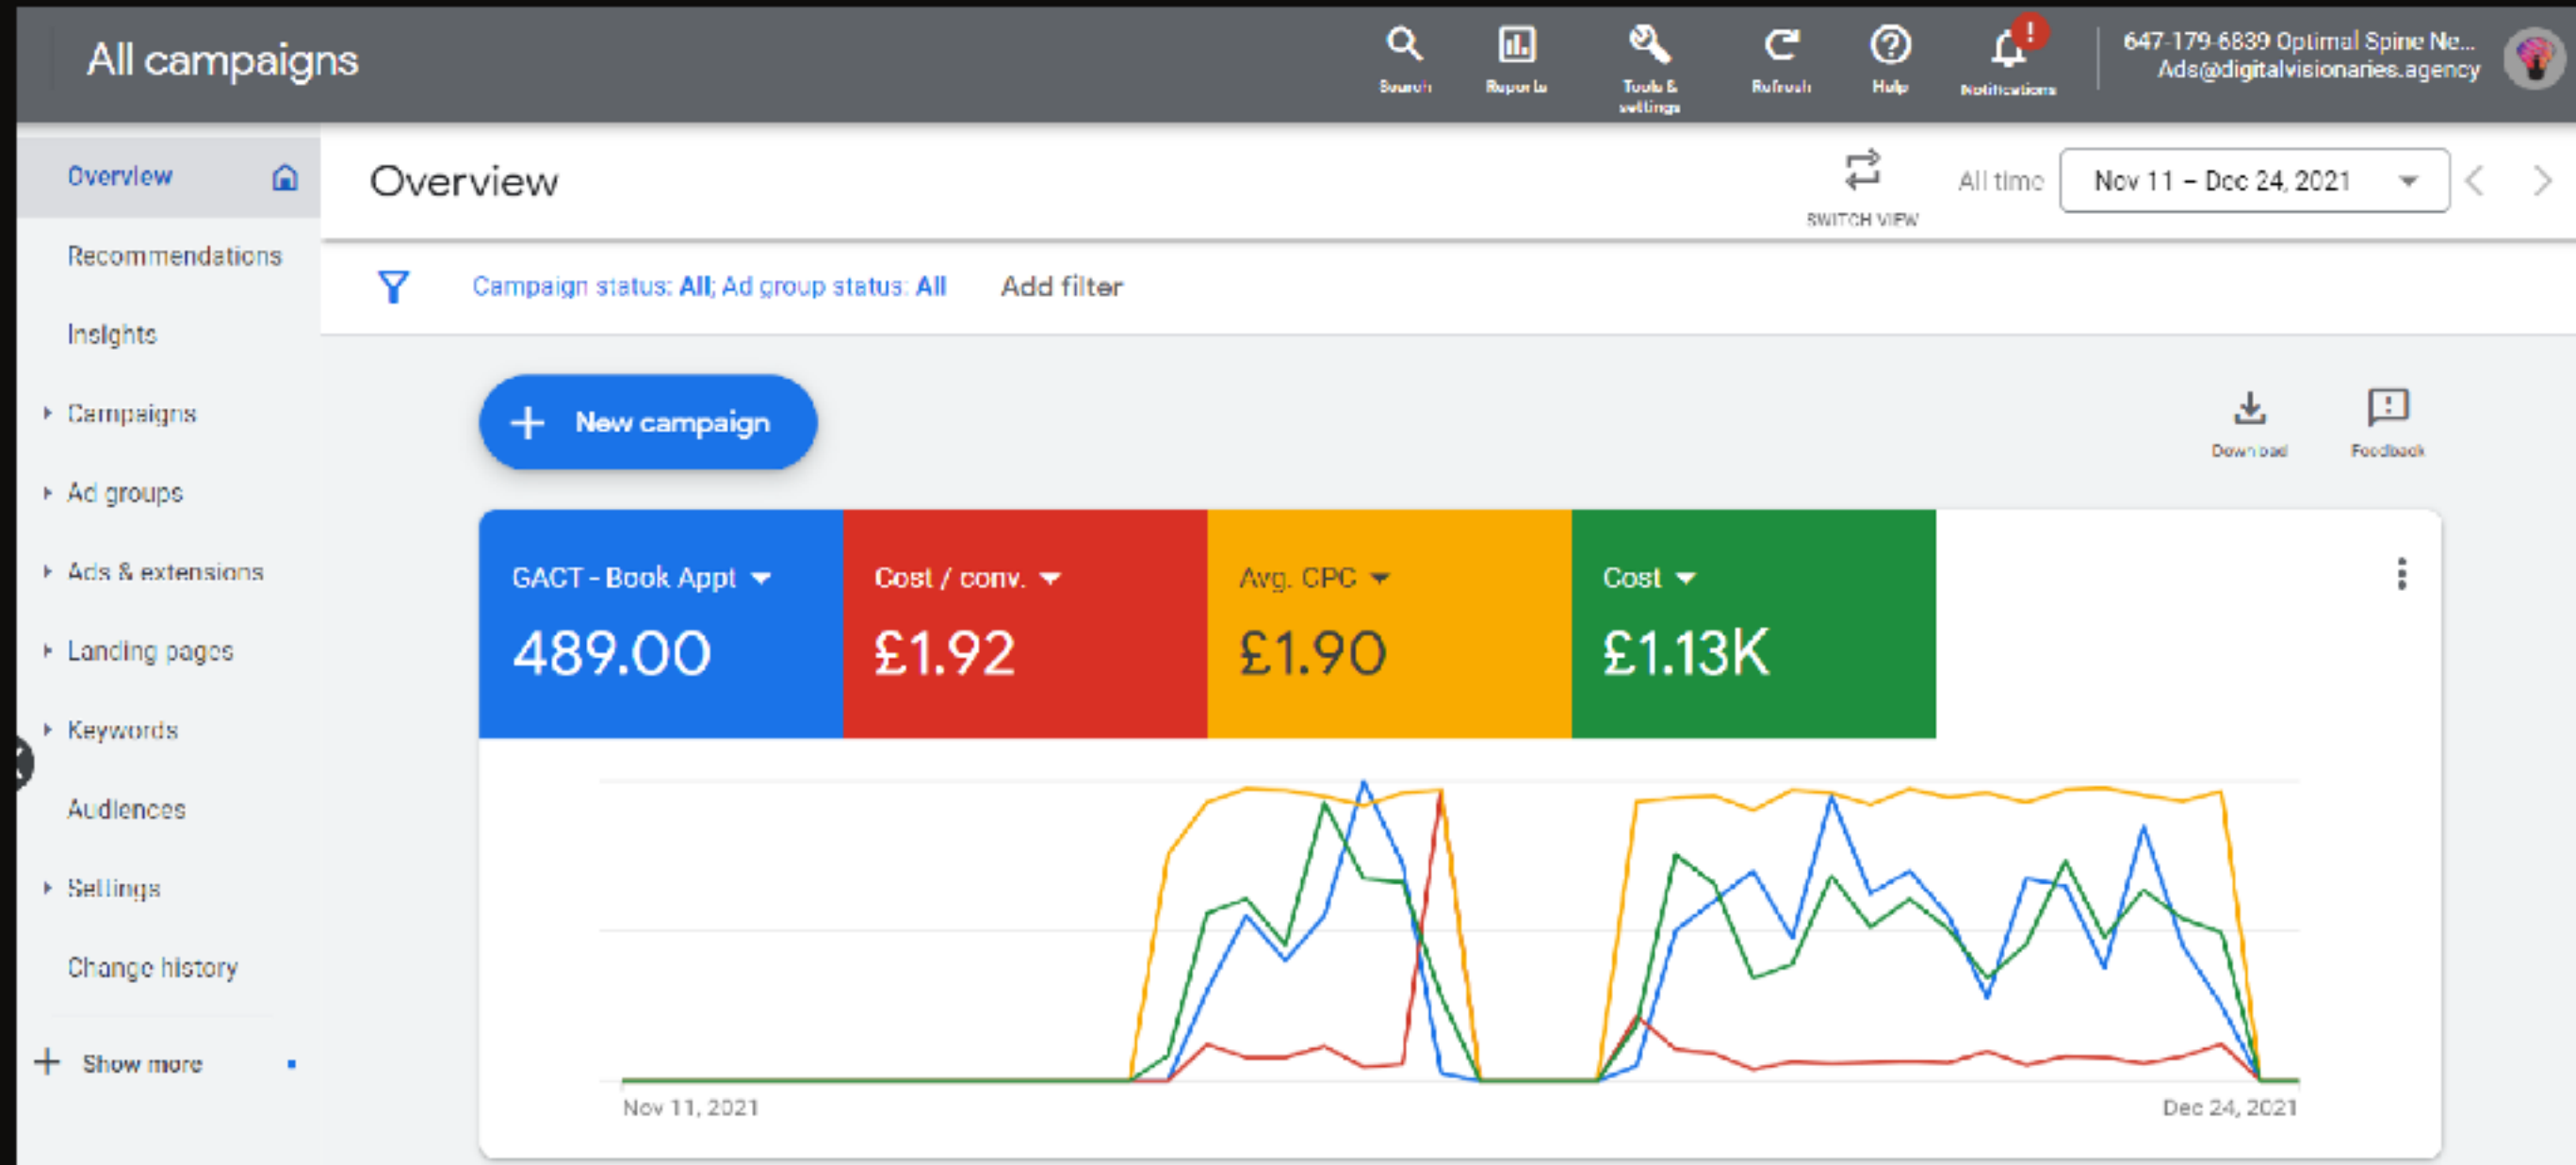 All campaigns
Search
Reports
Tools &
settings
Refresh
Help
!
Notifications
647-179-6839 Optimal Spine Ne...
Ads@digitalvisionaries.agency
Overview
Recommendations
Insights
Campaigns
Ad groups
Ads & extensions
Landing pages
Keywords
Audiences
Settings
Change history
Show more
Overview
SWITCH VIEW
All time
Nov 11 – Dec 24, 2021
Campaign status: All; Ad group status: All
Add filter
New campaign
Download
Feedback
GACT - Book Appt
489.00
Cost / conv.
£1.92
Avg. CPC
£1.90
Cost
£1.13K
Nov 11, 2021
Dec 24, 2021